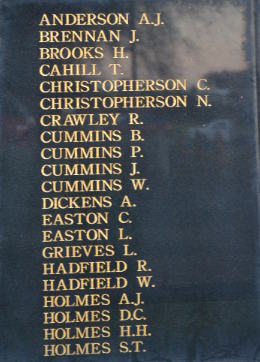 ANDERSON A.J.
BRENNAN J.
BROOKS H.
CAHILL T.
CHRISTOPHERSON C.
CHRISTOPHERSON N.
CRAWLEY R.
CUMMINS B.
CUMMINS P.
CUMMINS J.
CUMMINS W.
DICKENS A.
EASTON C.
EASTON L.
GRIEVES L.
HADFIELD R.
HADFIELD W.
HOLMES A.J.
HOLMES D.C.
HOLMES H.H.
HOLMES S.T.